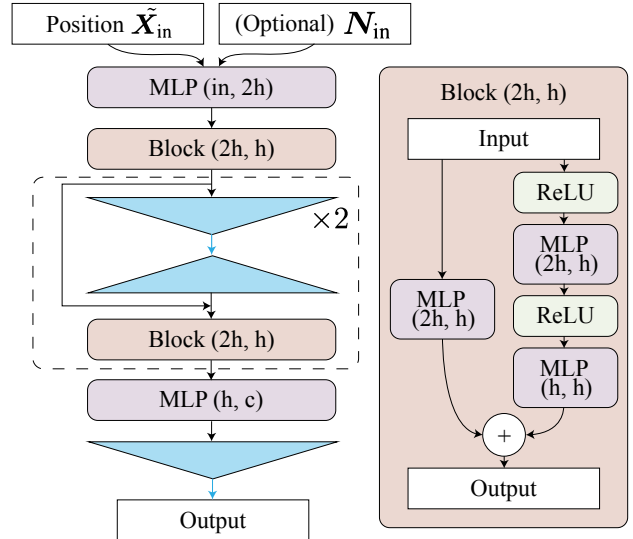 Position X̃in
(Optional) Nin
MLP (in, 2h)
Block (2h, h)
×2
Block (2h, h)
MLP (h, c)
Output
Block (2h, h)
Input
ReLU
MLP
(2h, h)
MLP
(2h, h)
ReLU
MLP
(h, h)
+
Output